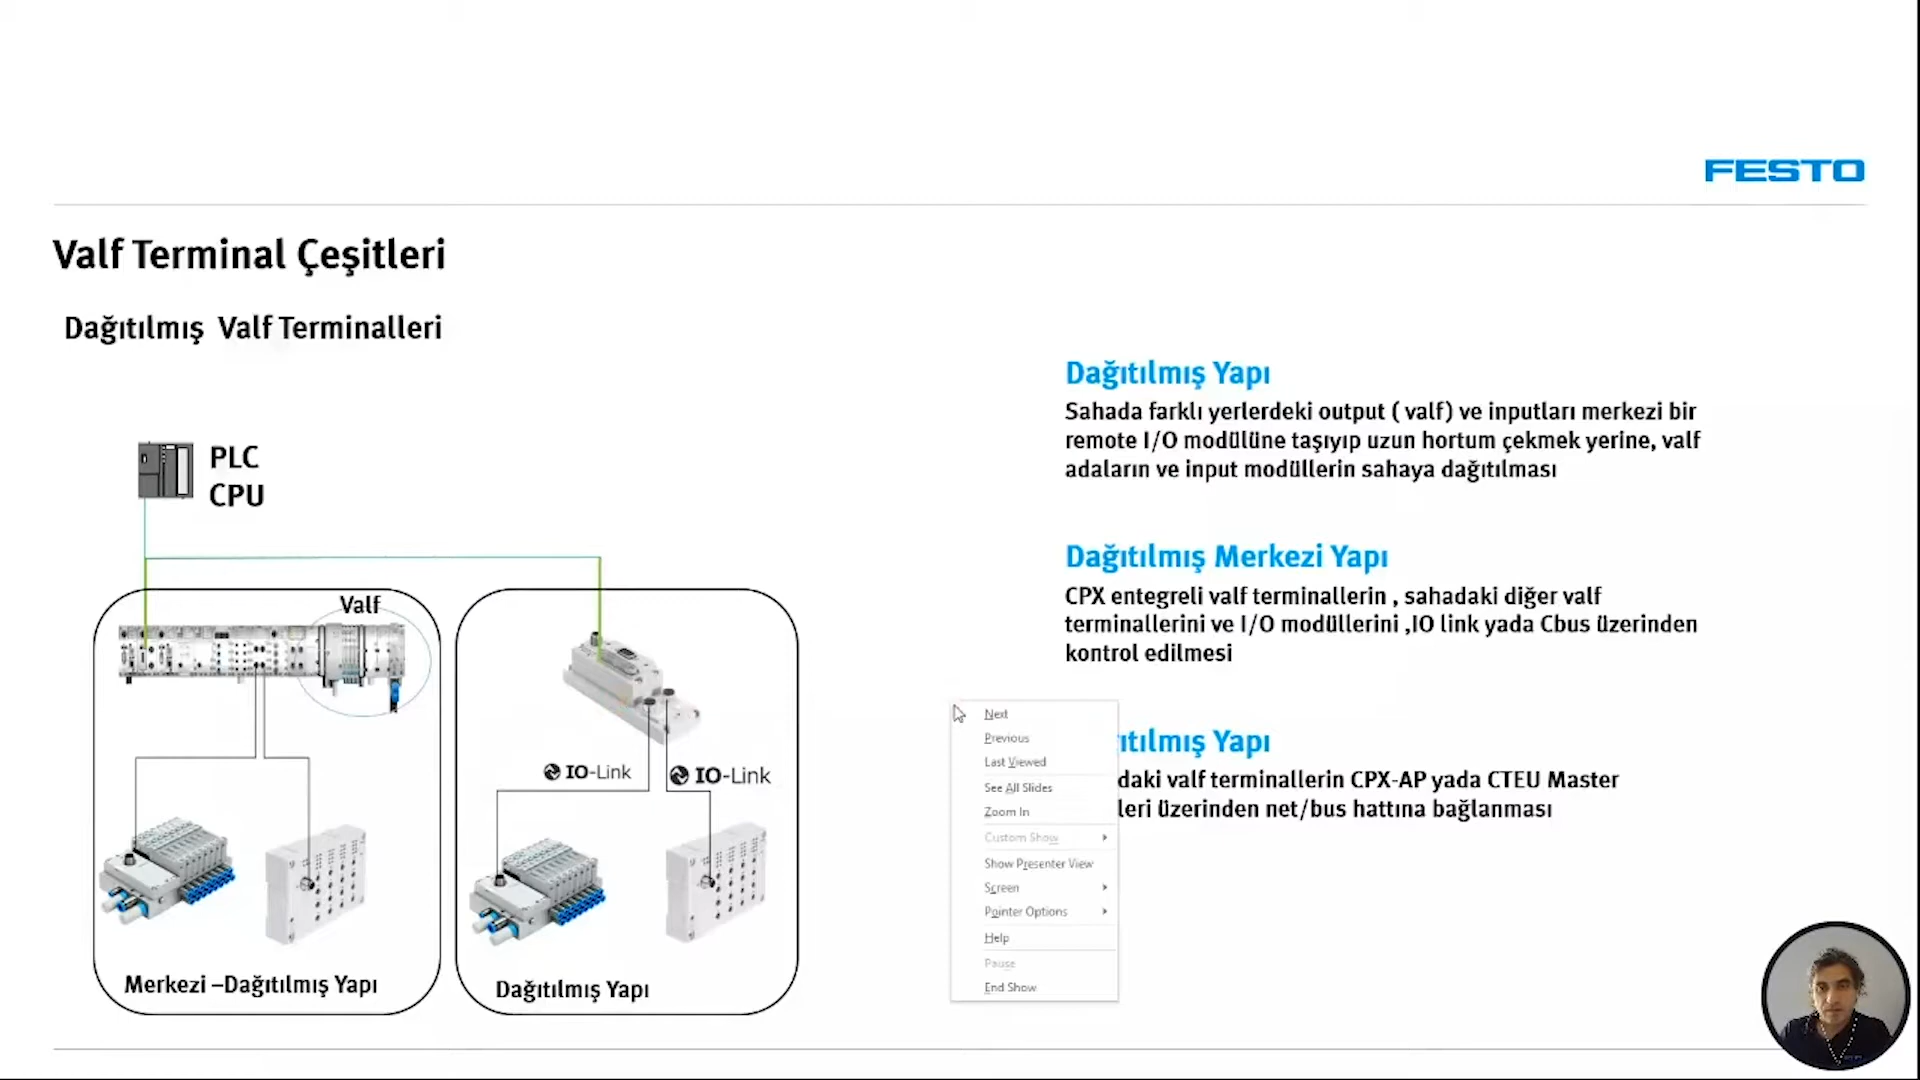 FESTO
Valf Terminal Çeşitleri
Dağıtılmış Valf Terminalleri
PLC
CPU
Valf
IO-Link
IO-Link
Merkezi –Dağıtılmış Yapı
Dağıtılmış Yapı
Dağıtılmış Yapı
Sahada farklı yerlerdeki output ( valf) ve inputları merkezi bir
remote I/O modülüne taşıyıp uzun hortum çekmek yerine, valf
adaların ve input modüllerin sahaya dağıtılması
Dağıtılmış Merkezi Yapı
CPX entegreli valf terminallerin , sahadaki diğer valf
terminallerini ve I/O modüllerini ,IO link yada Cbus üzerinden
kontrol edilmesi
ıtılmış Yapı
daki valf terminallerin CPX-AP yada CTEU Master
leri üzerinden net/bus hattına bağlanması
Next
Previous
Last Viewed
See All Slides
Zoom In
Custom Show
Show Presenter View
Screen
Pointer Options
Help
Pause
End Show